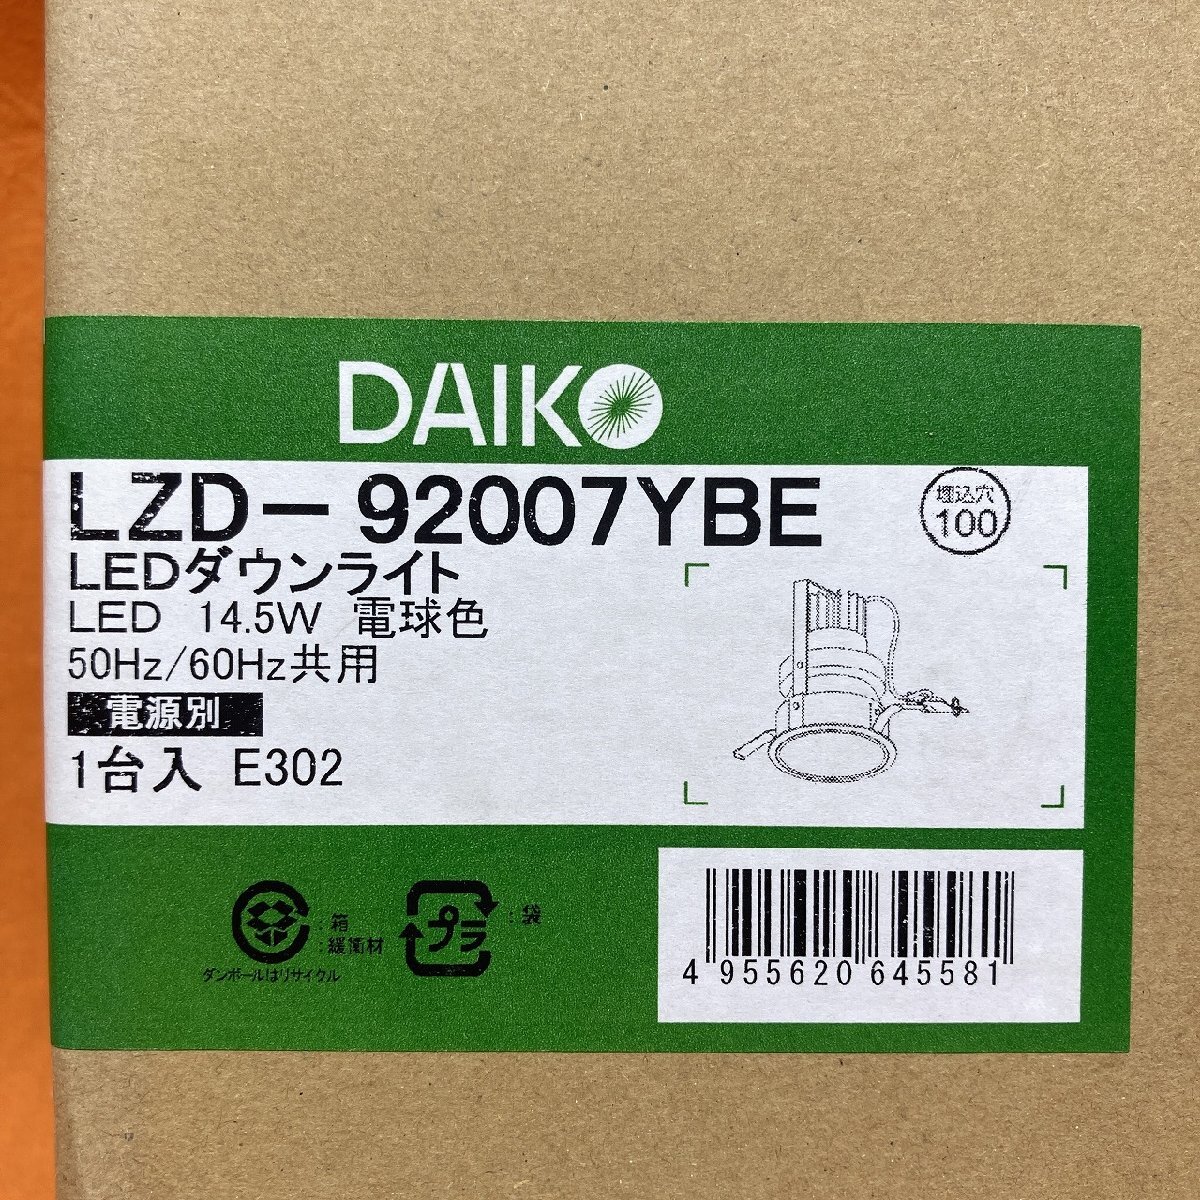 DAIKO
LZD-92007YBE
埋込穴
100
LEDダウンライト
LED 14.5W 電球色
50Hz/60Hz共用
電源別
1台入 E302
:箱
:緩衝材
ダンボールはリサイクル
プラ
:袋
4 955620 645581